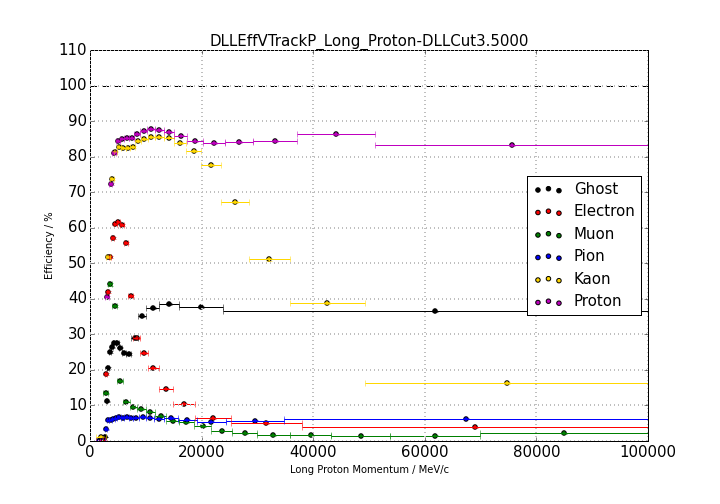 DLLEffVTrackP_Long_Proton-DLLCut3.5000
110
100
90
80
70
60
50
40
30
20
10
0
Efficiency / %
Ghost
Electron
Muon
Pion
Kaon
Proton
0 20000 40000 60000 80000 100000
Long Proton Momentum / MeV/c